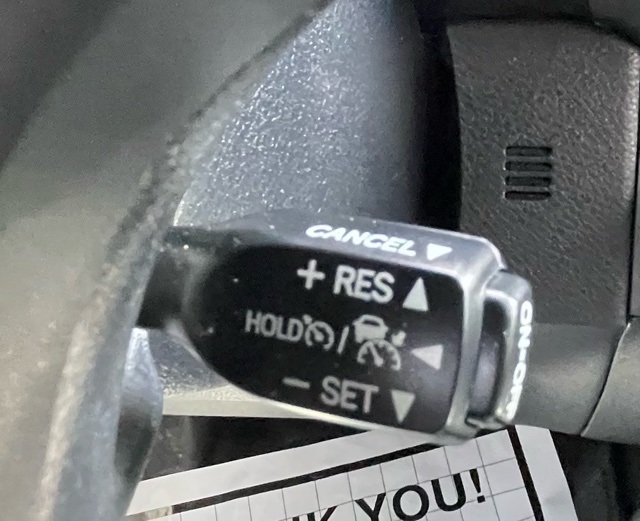 CANCEL ▼
+ RES ▲
HOLD / ◀
− SET ▼
ON-OFF
YOU!